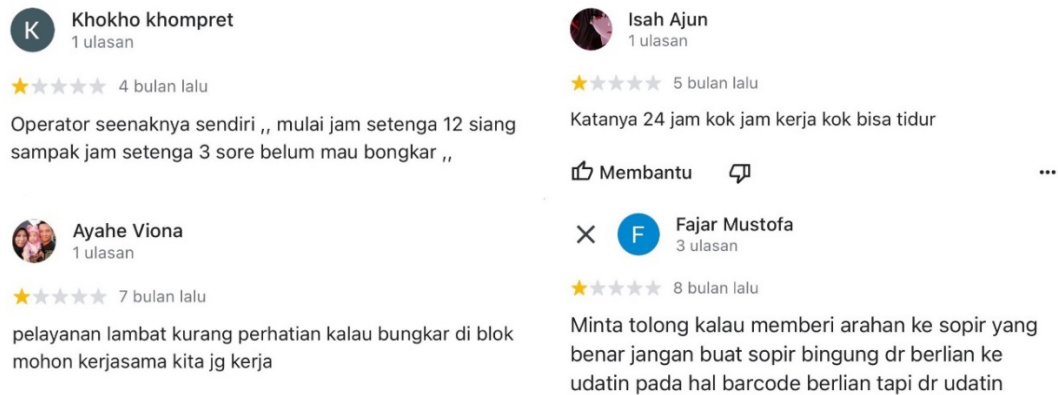 K
Khokho khompret
1 ulasan
4 bulan lalu
Operator seenaknya sendiri ,, mulai jam setenga 12 siang
sampak jam setenga 3 sore belum mau bongkar ,,
Isah Ajun
1 ulasan
5 bulan lalu
Katanya 24 jam kok jam kerja kok bisa tidur
Membantu
Ayahe Viona
1 ulasan
7 bulan lalu
pelayanan lambat kurang perhatian kalau bungkar di blok
mohon kerjasama kita jg kerja
F
Fajar Mustofa
3 ulasan
8 bulan lalu
Minta tolong kalau memberi arahan ke sopir yang
benar jangan buat sopir bingung dr berlian ke
udatin pada hal barcode berlian tapi dr udatin